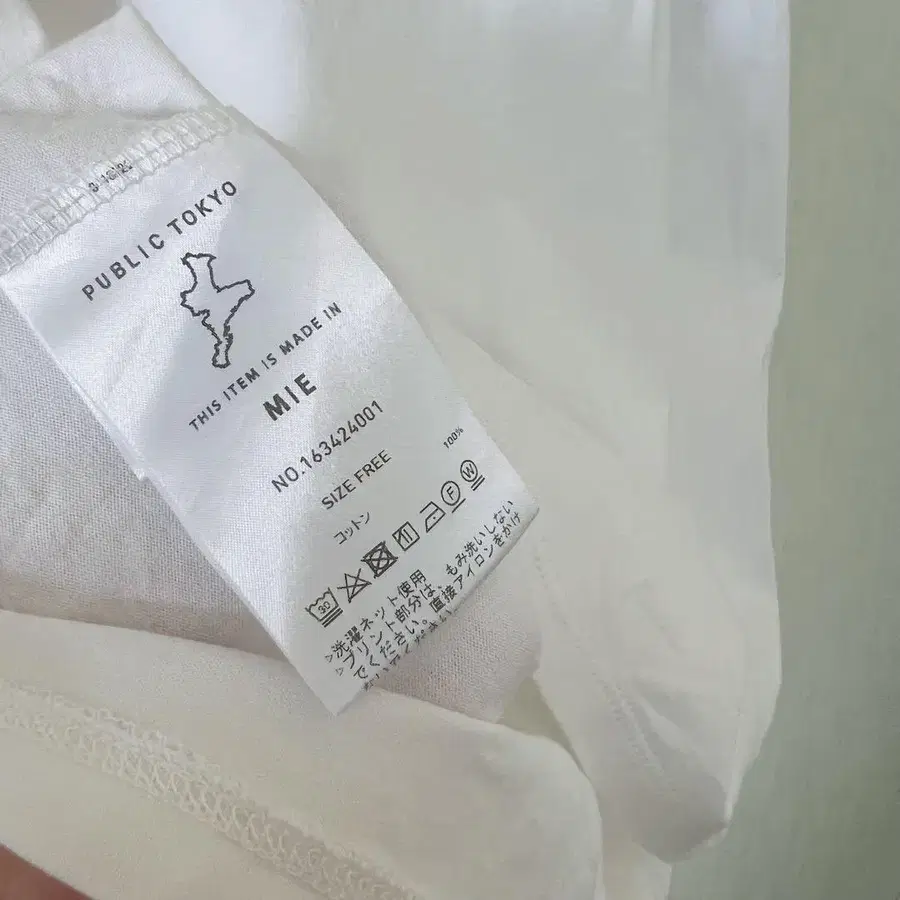 PUBLIC TOKYO
THIS ITEM IS MADE IN
MIE
NO.163424001
SIZE FREE
コットン 100%
30 F W
▷洗濯ネット使用
▷プリント部分は、もみ洗いしない
でください。直接アイロンをかけ